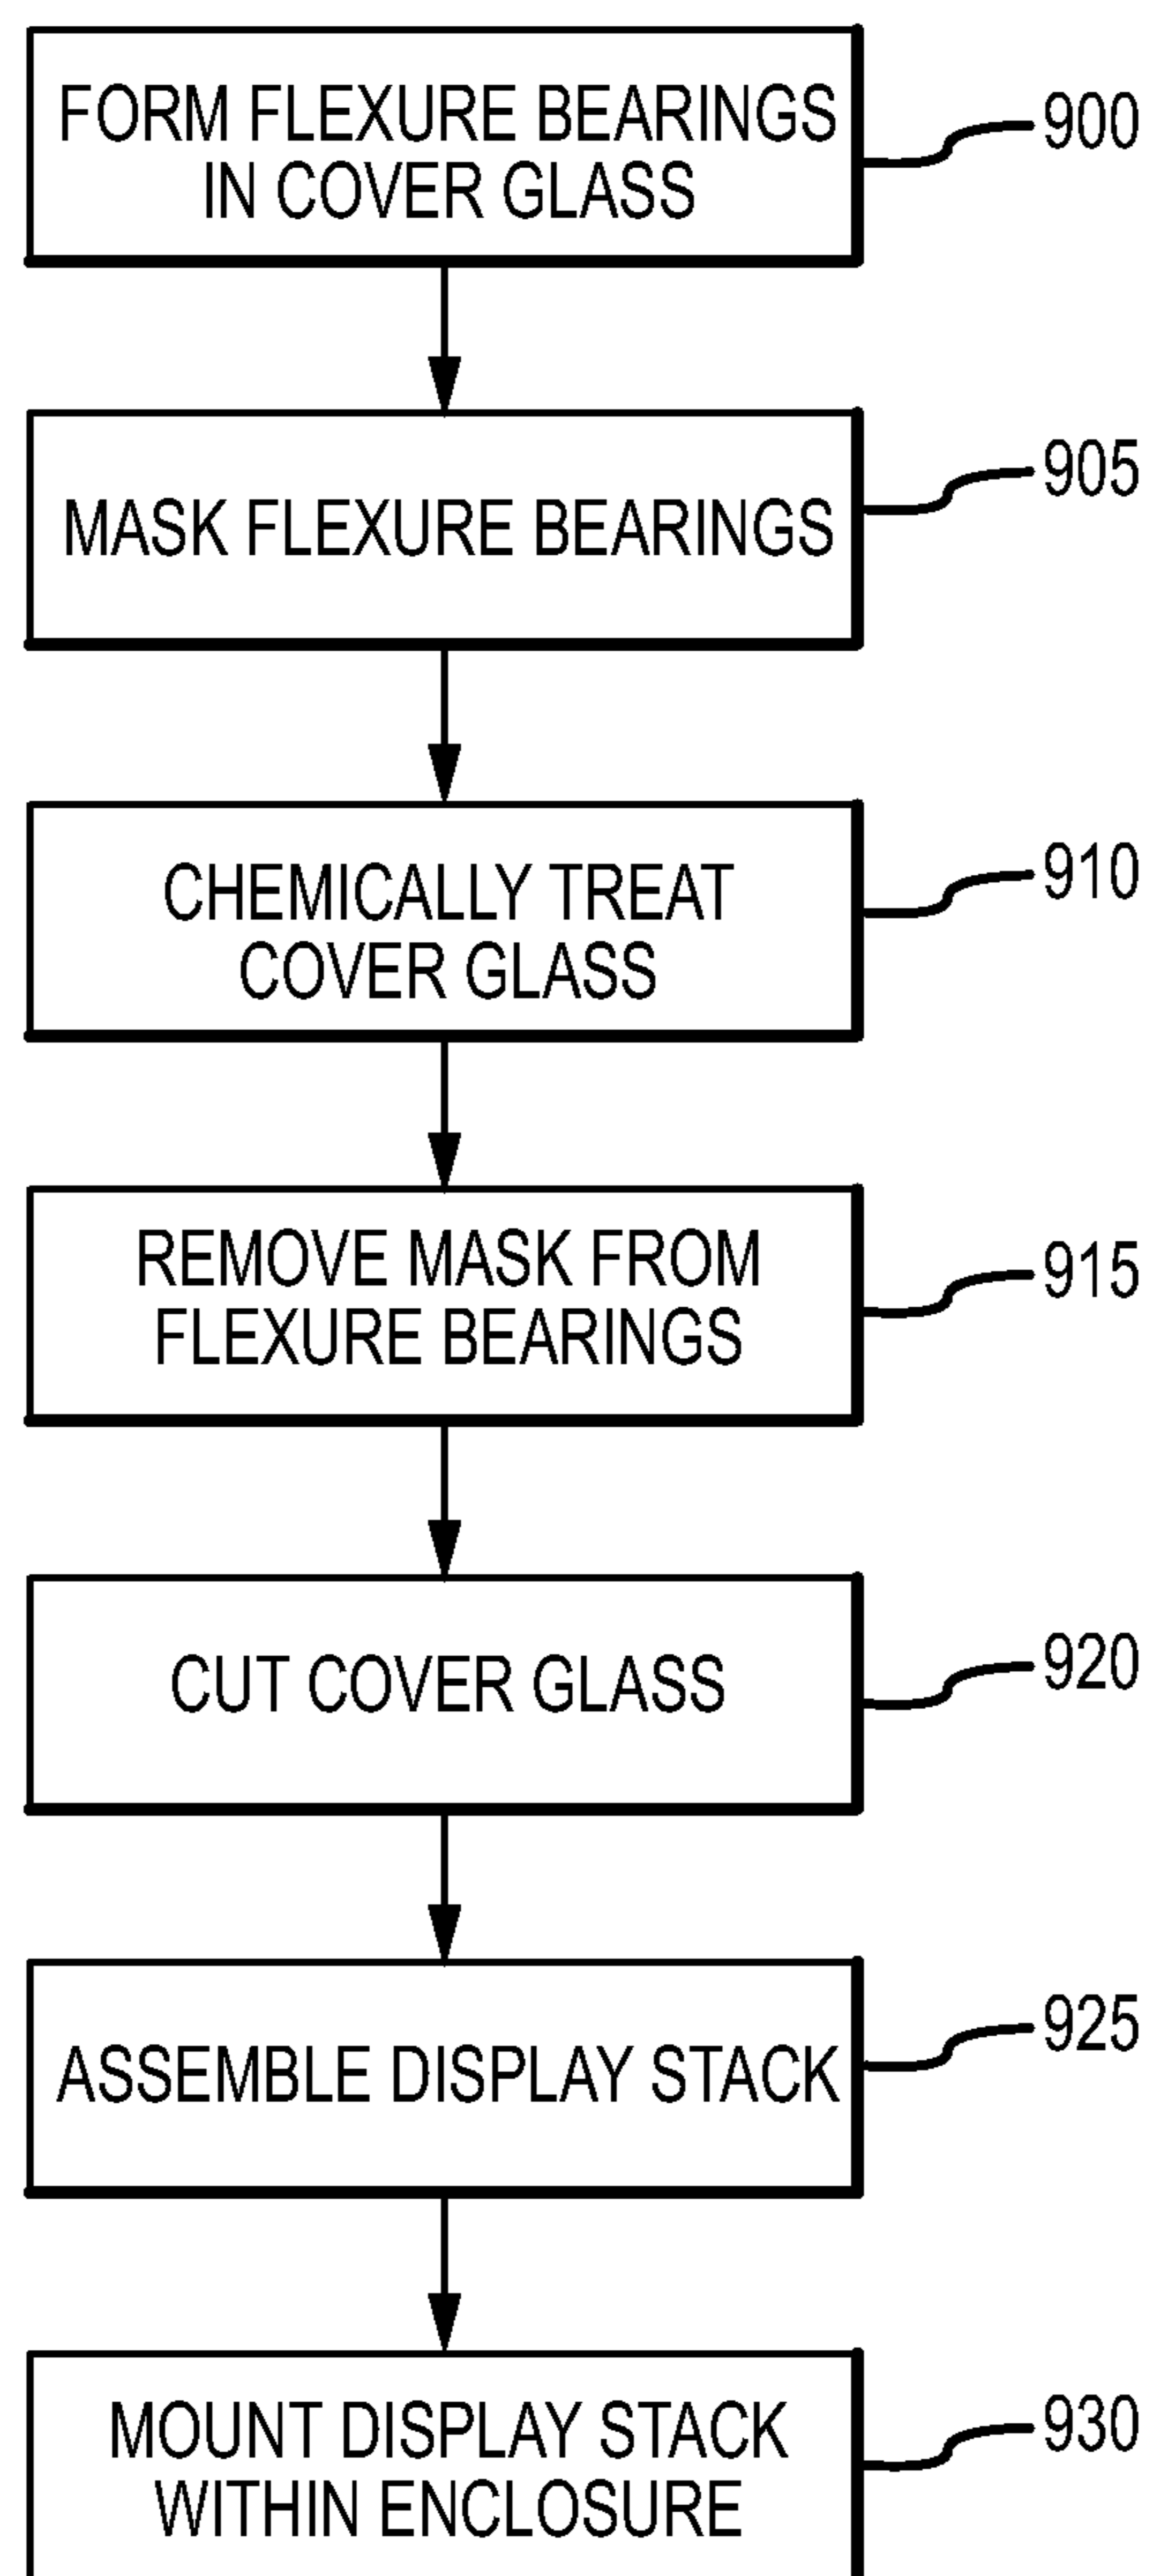 FORM FLEXURE BEARINGS
IN COVER GLASS
900
MASK FLEXURE BEARINGS
905
CHEMICALLY TREAT
COVER GLASS
910
REMOVE MASK FROM
FLEXURE BEARINGS
915
CUT COVER GLASS
920
ASSEMBLE DISPLAY STACK
925
MOUNT DISPLAY STACK
WITHIN ENCLOSURE
930